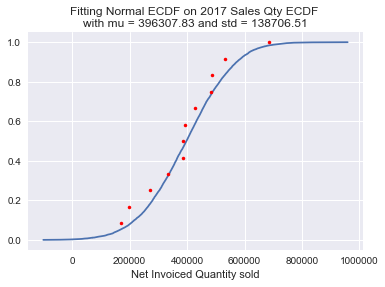 Fitting Normal ECDF on 2017 Sales Qty ECDF
with mu = 396307.83 and std = 138706.51
1.0
0.8
0.6
0.4
0.2
0.0
0 200000 400000 600000 800000 1000000
Net Invoiced Quantity sold